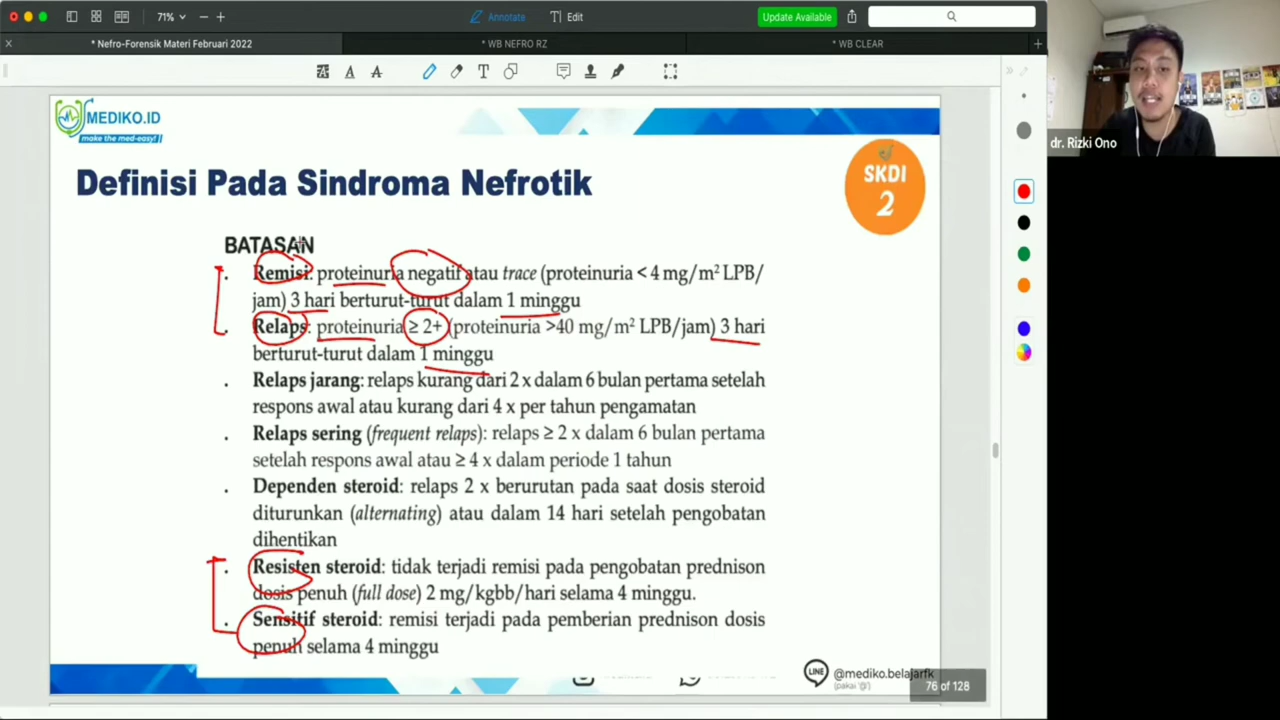 71%
Annotate
Edit
Update Available
* Nefro-Forensik Materi Februari 2022
* WB NEFRO RZ
* WB CLEAR
MEDIKO.ID
make the med-easy!
SKDI
2
dr. Rizki Ono
Definisi Pada Sindroma Nefrotik
BATASAN
. Remisi: proteinuria negatif atau trace (proteinuria < 4 mg/m² LPB/
jam) 3 hari berturut-turut dalam 1 minggu
. Relaps: proteinuria ≥ 2+ (proteinuria >40 mg/m² LPB/jam) 3 hari
berturut-turut dalam 1 minggu
. Relaps jarang: relaps kurang dari 2 x dalam 6 bulan pertama setelah
respons awal atau kurang dari 4 x per tahun pengamatan
. Relaps sering (frequent relaps): relaps ≥ 2 x dalam 6 bulan pertama
setelah respons awal atau ≥ 4 x dalam periode 1 tahun
. Dependen steroid: relaps 2 x berurutan pada saat dosis steroid
diturunkan (alternating) atau dalam 14 hari setelah pengobatan
dihentikan
. Resisten steroid: tidak terjadi remisi pada pengobatan prednison
dosis penuh (full dose) 2 mg/kgbb/hari selama 4 minggu.
. Sensitif steroid: remisi terjadi pada pemberian prednison dosis
penuh selama 4 minggu
LINE
@mediko.belajarfk
(pakai '@')
76 of 128